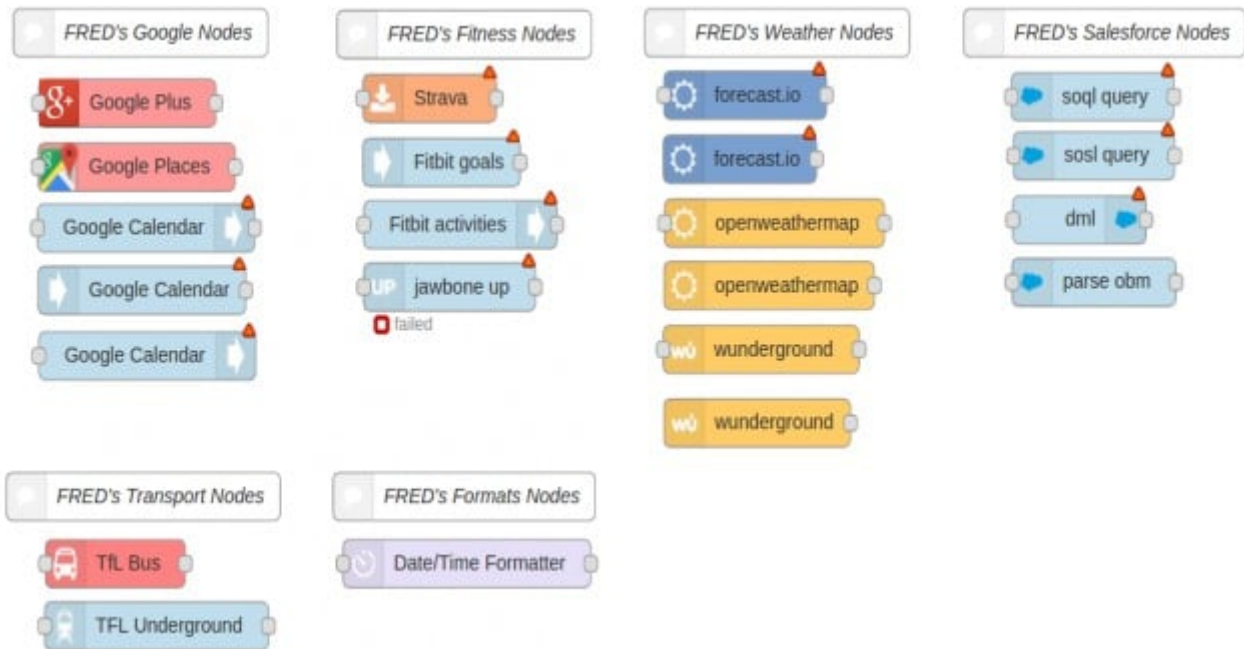 FRED's Google Nodes
g+ Google Plus
g Google Places
Google Calendar
Google Calendar
Google Calendar
FRED's Fitness Nodes
Strava
Fitbit goals
Fitbit activities
UP jawbone up
failed
FRED's Weather Nodes
forecast.io
forecast.io
openweathermap
openweathermap
wu wunderground
wu wunderground
FRED's Salesforce Nodes
soql query
sosl query
dml
parse obm
FRED's Transport Nodes
TfL Bus
TFL Underground
FRED's Formats Nodes
Date/Time Formatter